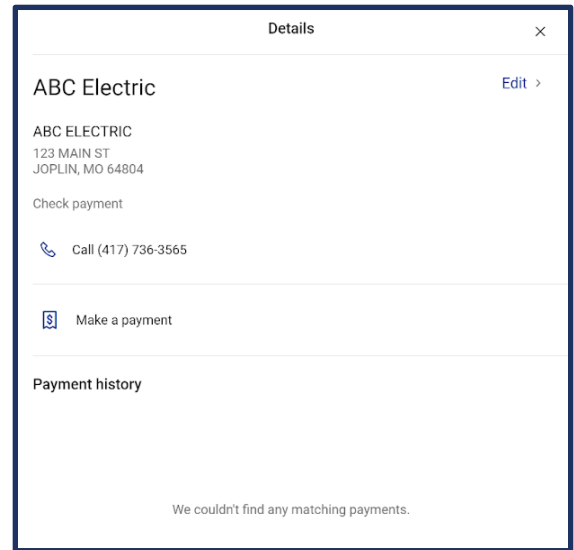 Details
ABC Electric
Edit
ABC ELECTRIC
123 MAIN ST
JOPLIN, MO 64804
Check payment
Call (417) 736-3565
Make a payment
Payment history
We couldn't find any matching payments.